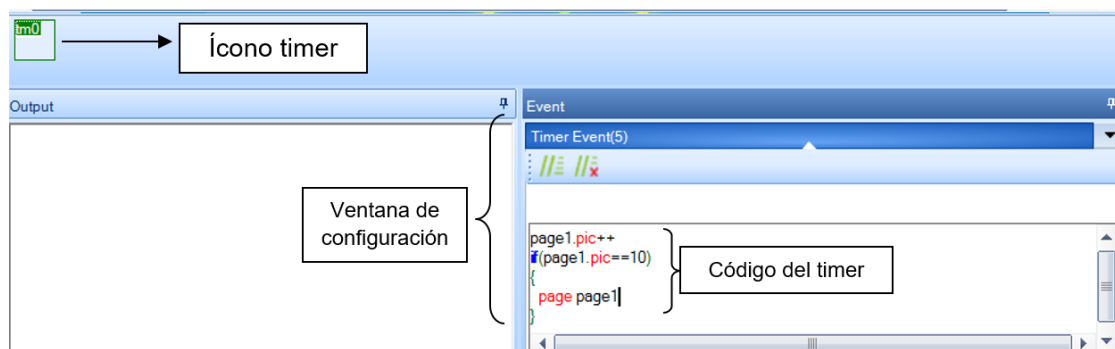 tm0
Ícono timer
Output
Event
Timer Event(5)
Ventana de
configuración
page1.pic++
if(page1.pic==10)
{
page page1
}
Código del timer